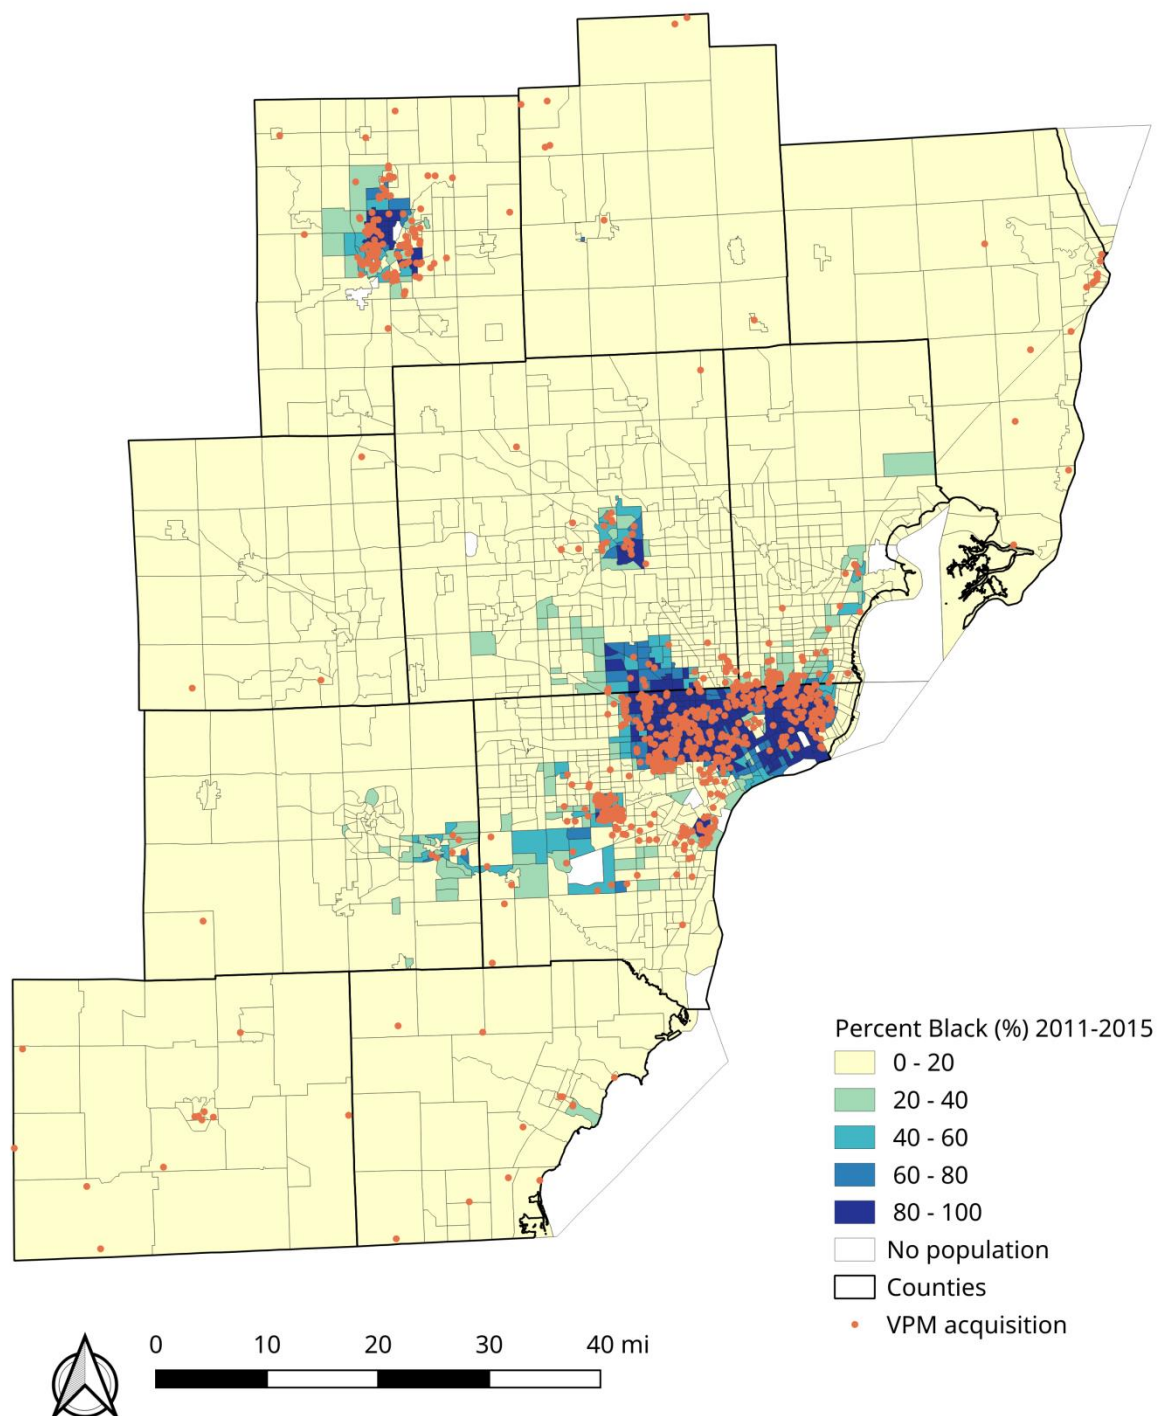 Percent Black (%) 2011-2015
0 - 20
20 - 40
40 - 60
60 - 80
80 - 100
No population
Counties
VPM acquisition
0 10 20 30 40 mi